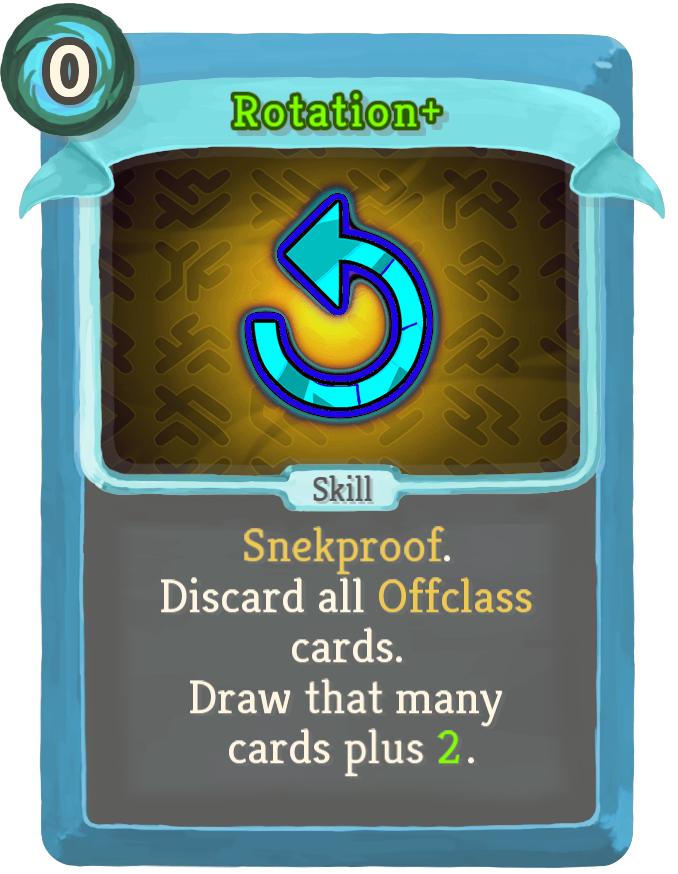 0
Rotation+
Skill
Snekproof.
Discard all Offclass
cards.
Draw that many
cards plus 2.